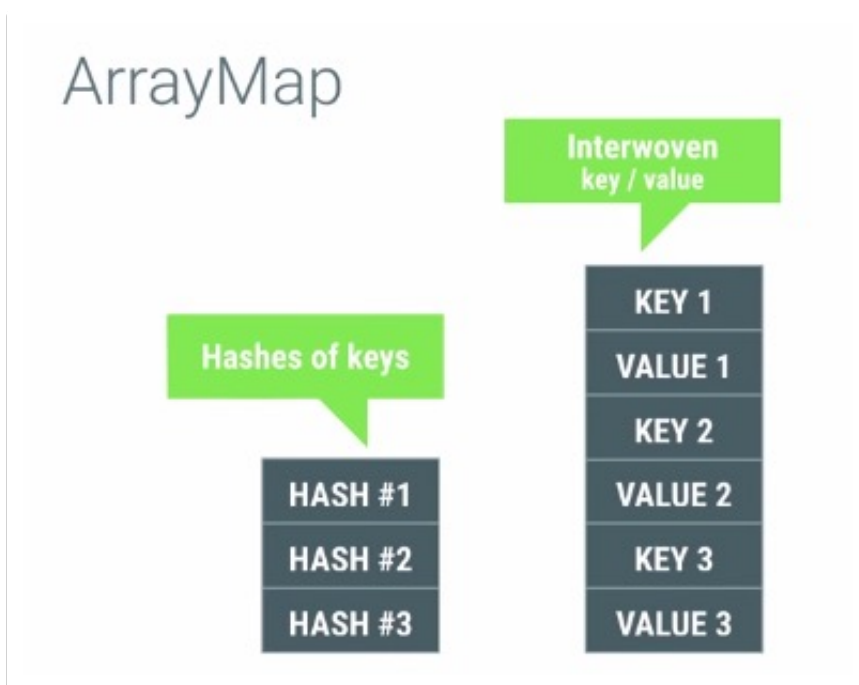 ArrayMap
Interwoven
key / value
Hashes of keys
KEY 1
VALUE 1
KEY 2
VALUE 2
KEY 3
VALUE 3
HASH #1
HASH #2
HASH #3